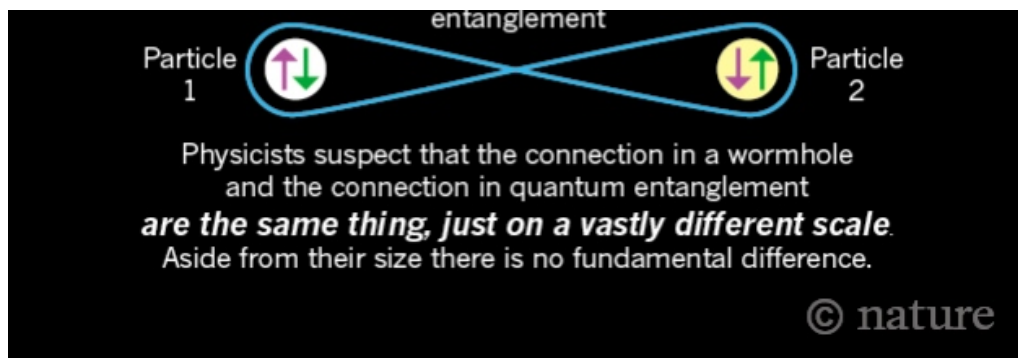 entanglement
Particle
1
Particle
2
Physicists suspect that the connection in a wormhole
and the connection in quantum entanglement
are the same thing, just on a vastly different scale.
Aside from their size there is no fundamental difference.
© nature